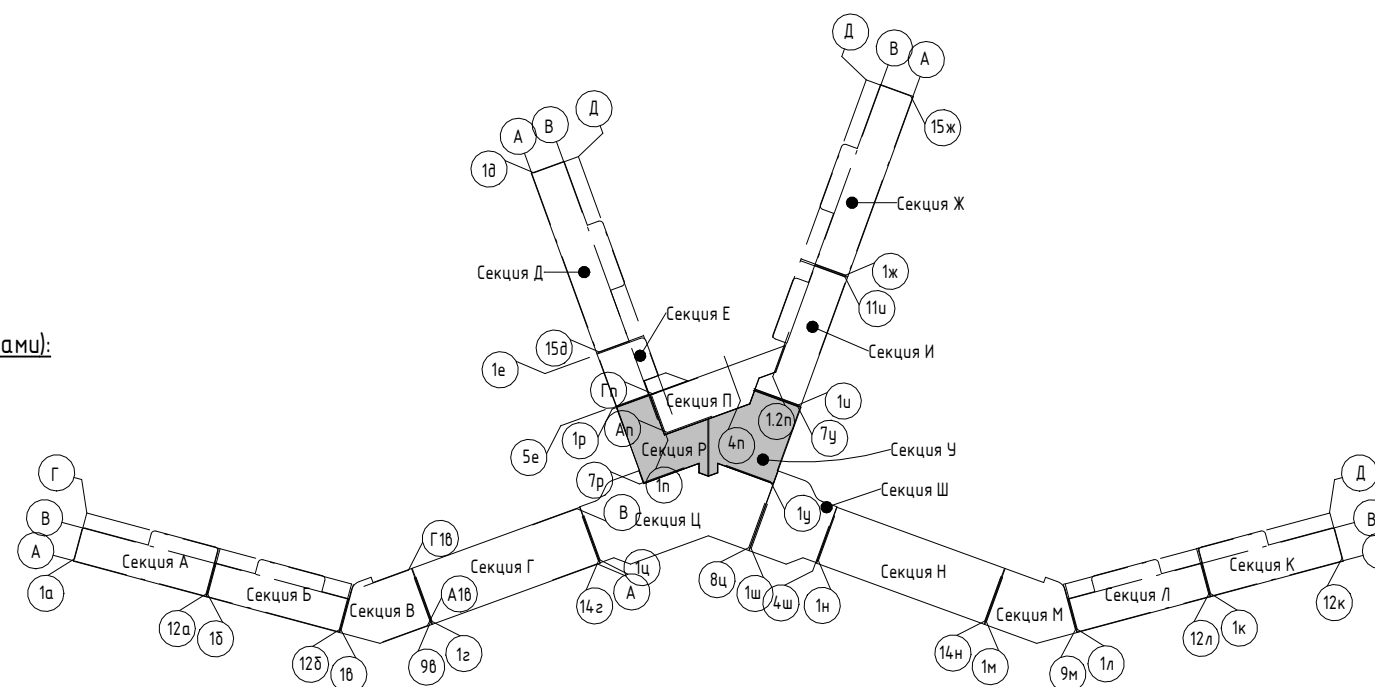 Д
В
А
15ж
Д
В
А
1д
Секция Ж
Секция Д
1ж
11и
Секция Е
ами):
15д
1е
Секция И
Гп
Секция П
1и
1.2п
7у
Ап
4п
1р
5е
Секция Р
Секция У
7р
1п
Секция Ш
Г
В
А
Секция А
1а
Секция Б
12а
1б
Секция В
12б
1в
Г1в
Секция Г
А1в
9в
1г
В
Секция Ц
14г
1ц
А
1у
8ц
1ш
4ш
1н
Секция Н
14н
1м
Секция М
9м
1л
Секция Л
12л
1к
Секция К
12к
Д
В